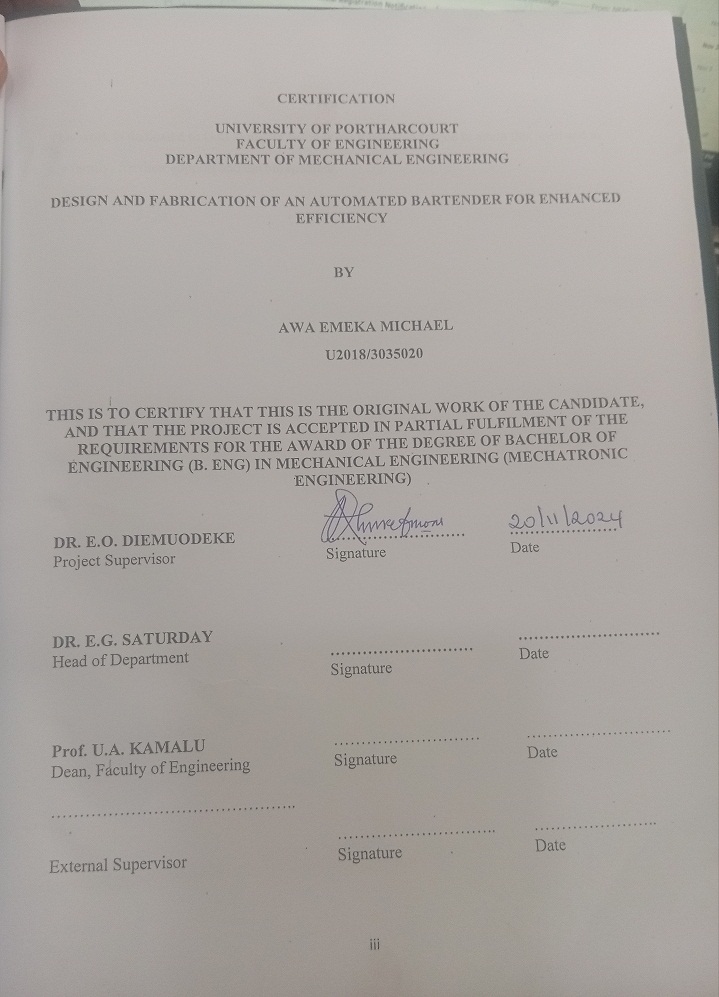 CERTIFICATION
UNIVERSITY OF PORTHARCOURT
FACULTY OF ENGINEERING
DEPARTMENT OF MECHANICAL ENGINEERING
DESIGN AND FABRICATION OF AN AUTOMATED BARTENDER FOR ENHANCED
EFFICIENCY
BY
AWA EMEKA MICHAEL
U2018/3035020
THIS IS TO CERTIFY THAT THIS IS THE ORIGINAL WORK OF THE CANDIDATE,
AND THAT THE PROJECT IS ACCEPTED IN PARTIAL FULFILMENT OF THE
REQUIREMENTS FOR THE AWARD OF THE DEGREE OF BACHELOR OF
ENGINEERING (B. ENG) IN MECHANICAL ENGINEERING (MECHATRONIC
ENGINEERING)
20/11/2024
DR. E.O. DIEMUODEKE
Project Supervisor Signature Date
DR. E.G. SATURDAY
Head of Department Signature Date
Prof. U.A. KAMALU
Dean, Faculty of Engineering Signature Date
External Supervisor Signature Date
iii